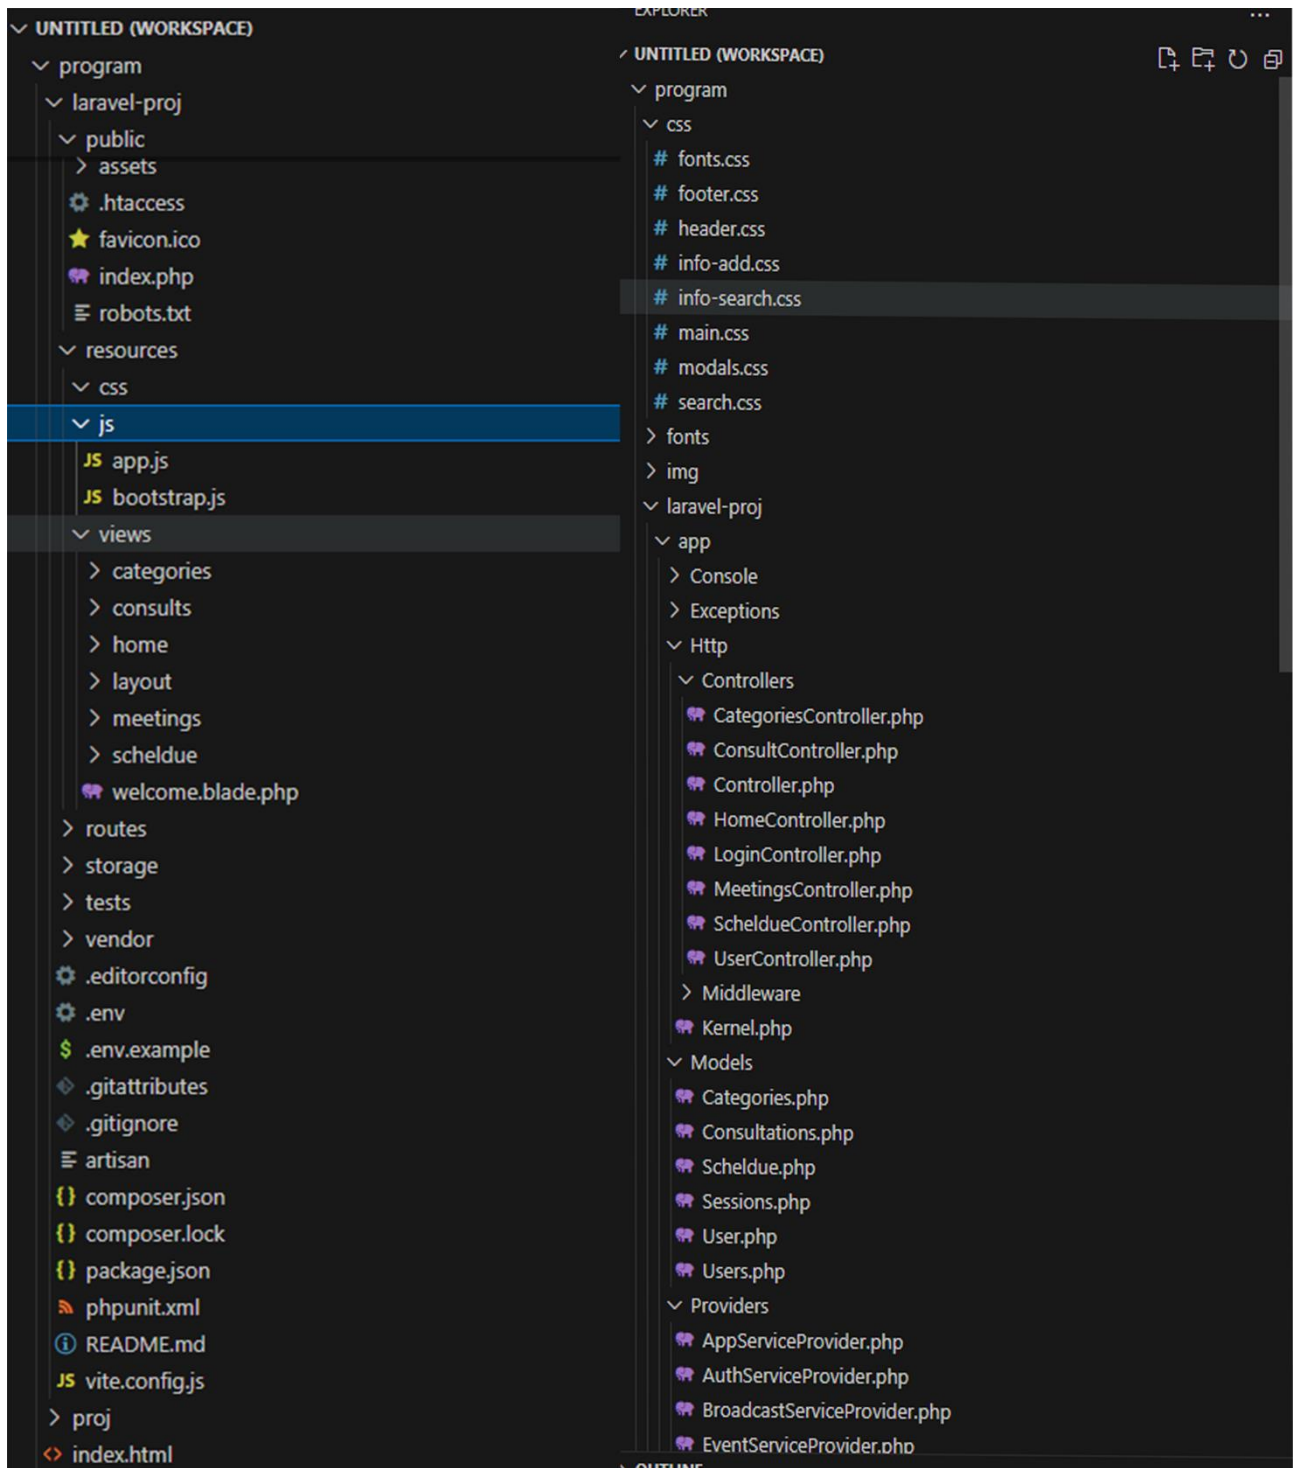 UNTITLED (WORKSPACE)
program
laravel-proj
public
assets
.htaccess
favicon.ico
index.php
robots.txt
resources
css
js
JS app.js
JS bootstrap.js
views
categories
consults
home
layout
meetings
scheldue
welcome.blade.php
routes
storage
tests
vendor
.editorconfig
.env
$ .env.example
.gitattributes
.gitignore
artisan
{} composer.json
{} composer.lock
{} package.json
phpunit.xml
README.md
JS vite.config.js
proj
<> index.html
EXPLORER
UNTITLED (WORKSPACE)
program
css
# fonts.css
# footer.css
# header.css
# info-add.css
# info-search.css
# main.css
# modals.css
# search.css
fonts
img
laravel-proj
app
Console
Exceptions
Http
Controllers
CategoriesController.php
ConsultController.php
Controller.php
HomeController.php
LoginController.php
MeetingsController.php
ScheldueController.php
UserController.php
Middleware
Kernel.php
Models
Categories.php
Consultations.php
Scheldue.php
Sessions.php
User.php
Users.php
Providers
AppServiceProvider.php
AuthServiceProvider.php
BroadcastServiceProvider.php
EventServiceProvider.php
OUTLINE